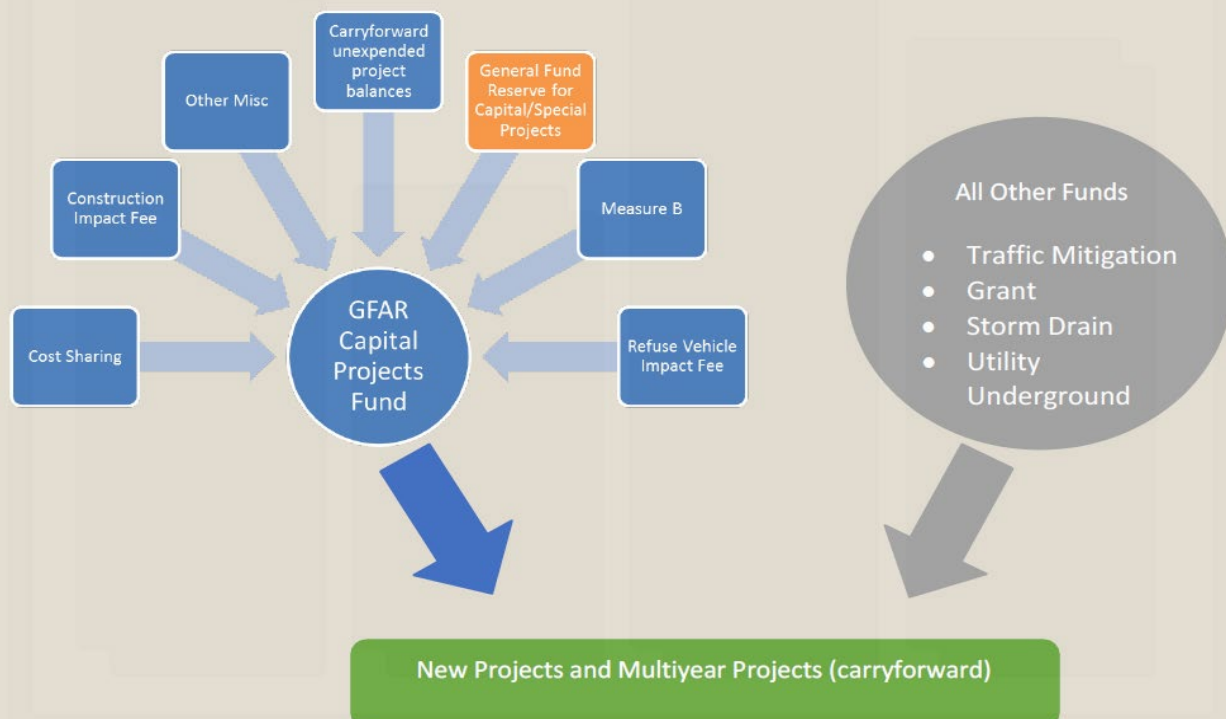 Carryforward
unexpended
project
balances
Other Misc
General Fund
Reserve for
Capital/Special
Projects
Construction
Impact Fee
Measure B
Cost Sharing
GFAR
Capital
Projects
Fund
Refuse Vehicle
Impact Fee
All Other Funds
• Traffic Mitigation
• Grant
• Storm Drain
• Utility
Underground
New Projects and Multiyear Projects (carryforward)